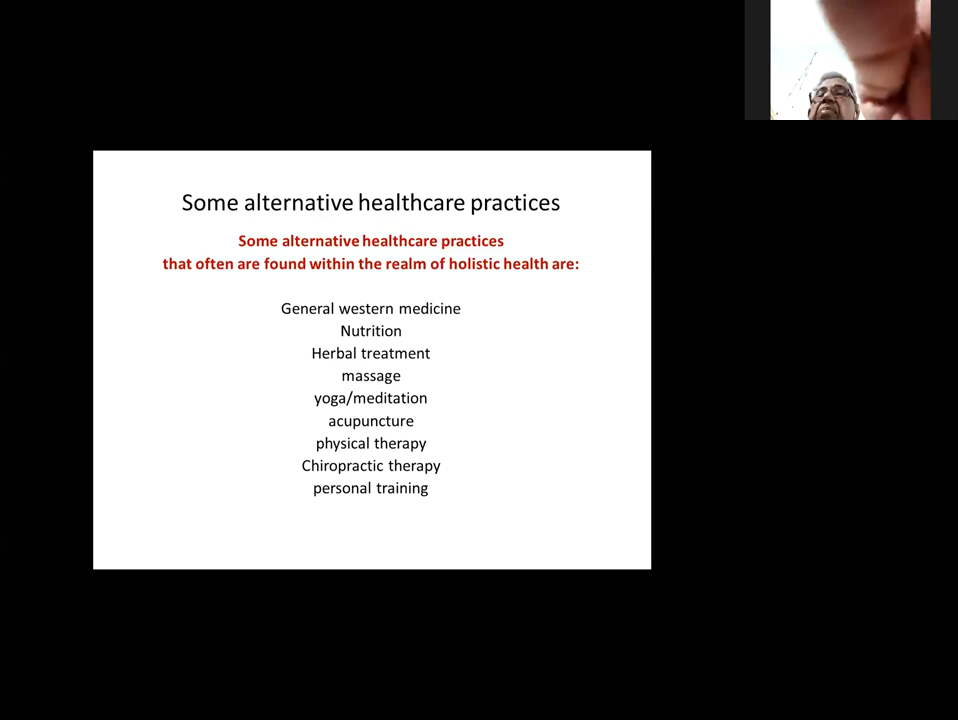 Some alternative healthcare practices
Some alternative healthcare practices
that often are found within the realm of holistic health are:
General western medicine
Nutrition
Herbal treatment
massage
yoga/meditation
acupuncture
physical therapy
Chiropractic therapy
personal training